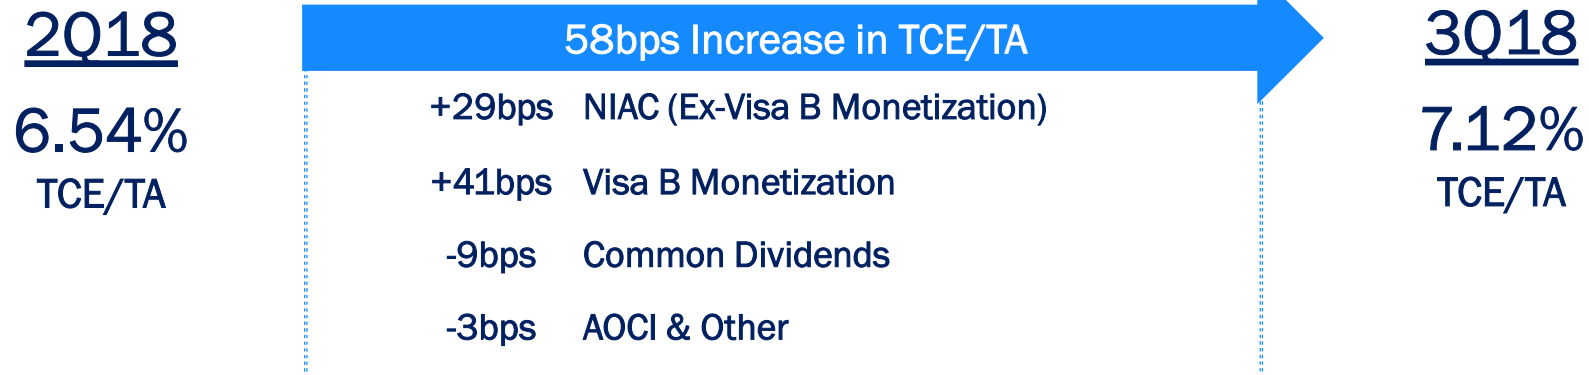 2Q18
6.54%
TCE/TA
58bps Increase in TCE/TA
+29bps NIAC (Ex-Visa B Monetization)
+41bps Visa B Monetization
-9bps Common Dividends
-3bps AOCI & Other
3Q18
7.12%
TCE/TA